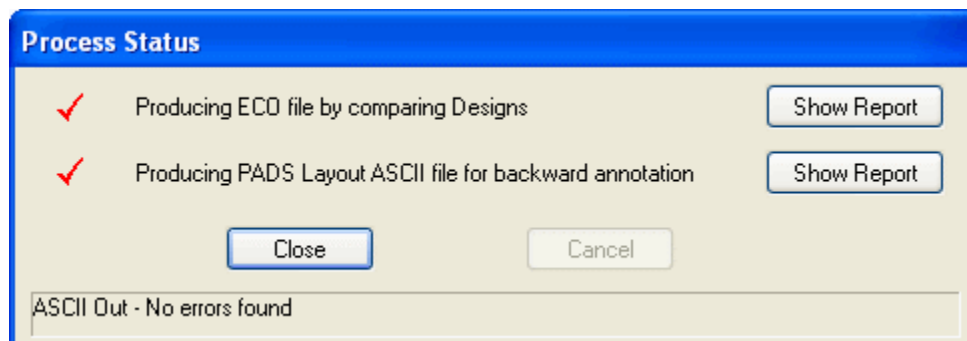 Process Status
Producing ECO file by comparing Designs Show Report
Producing PADS Layout ASCII file for backward annotation Show Report
Close Cancel
ASCII Out - No errors found